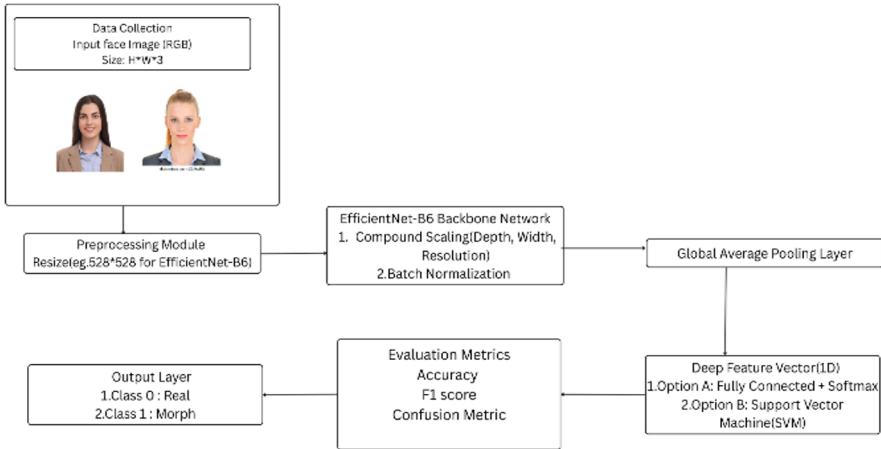 Data Collection
Input face Image (RGB)
Size: H*W*3
Preprocessing Module
Resize(eg.528*528 for EfficientNet-B6)
EfficientNet-B6 Backbone Network
1. Compound Scaling(Depth, Width,
Resolution)
2.Batch Normalization
Global Average Pooling Layer
Deep Feature Vector(1D)
1.Option A: Fully Connected + Softmax
2.Option B: Support Vector
Machine(SVM)
Evaluation Metrics
Accuracy
F1 score
Confusion Metric
Output Layer
1.Class 0 : Real
2.Class 1 : Morph